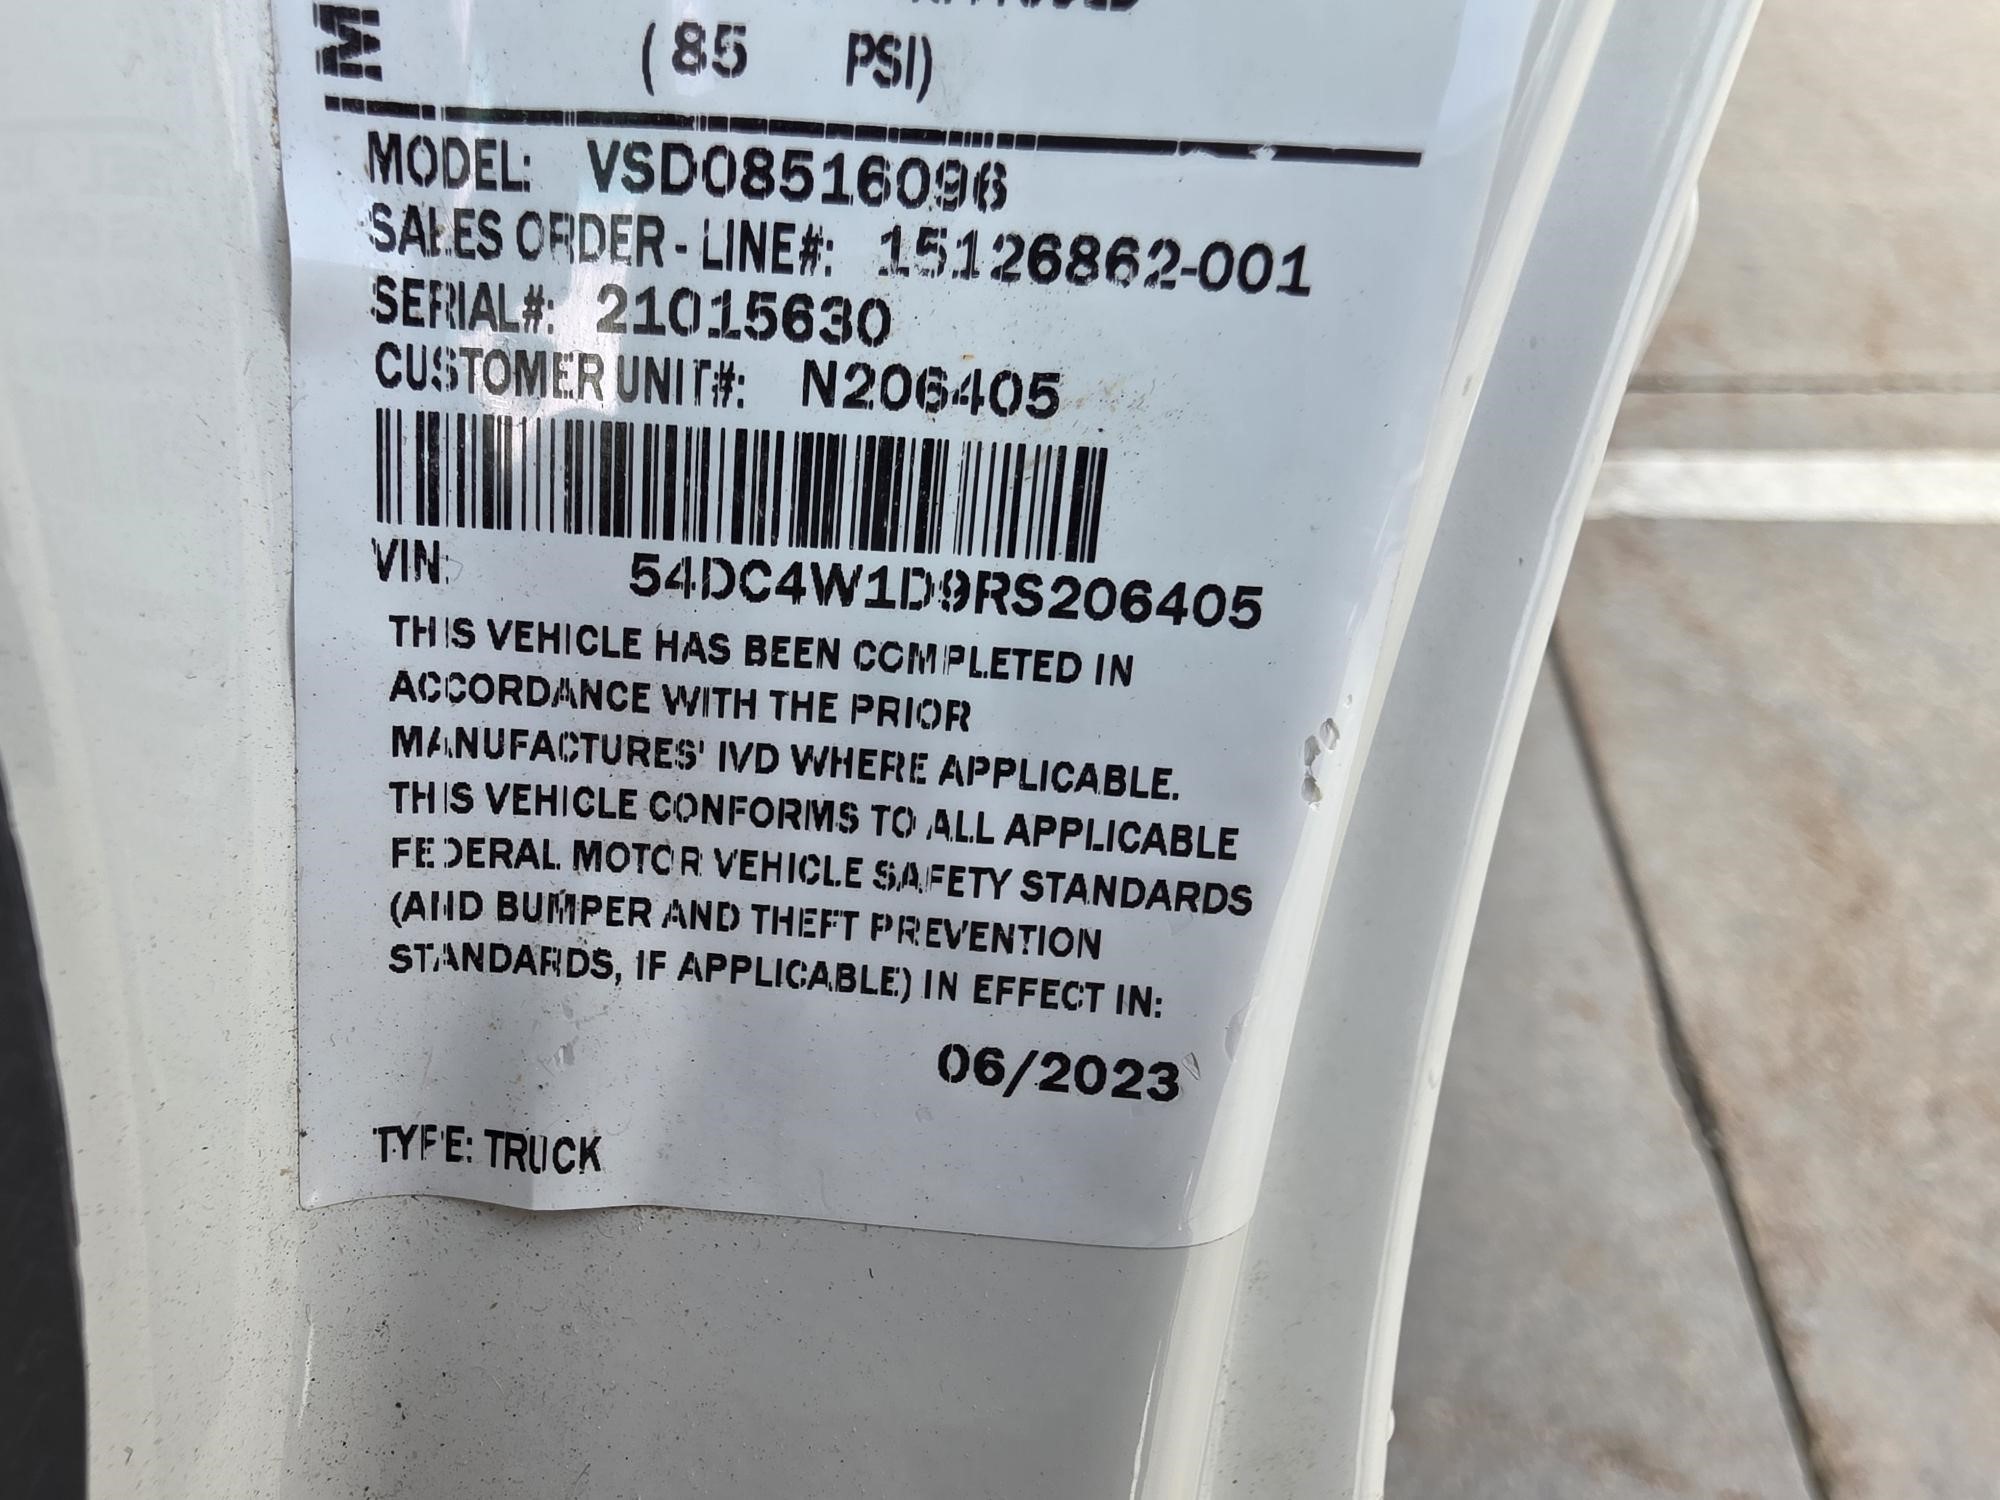 (85 PSI)
MODEL: VSD08516096
SALES ORDER - LINE#: 15126862-001
SERIAL#: 21015630
CUSTOMER UNIT#: N206405
VIN: 54DC4W1D9RS206405
THIS VEHICLE HAS BEEN COMPLETED IN
ACCORDANCE WITH THE PRIOR
MANUFACTURES' IVD WHERE APPLICABLE.
THIS VEHICLE CONFORMS TO ALL APPLICABLE
FEDERAL MOTOR VEHICLE SAFETY STANDARDS
(AND BUMPER AND THEFT PREVENTION
STANDARDS, IF APPLICABLE) IN EFFECT IN:
06/2023
TYPE: TRUCK